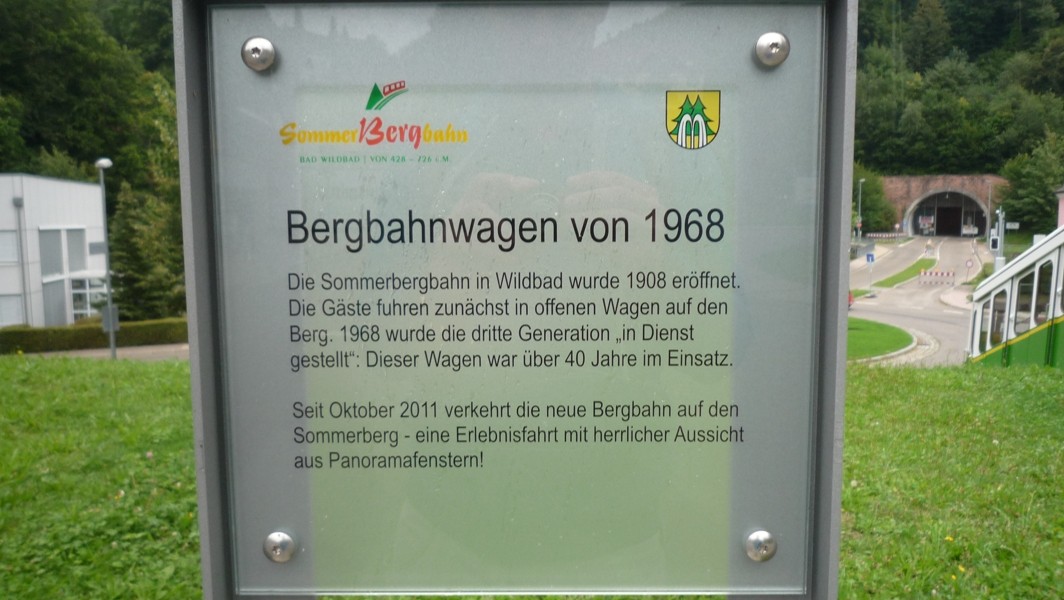 SommerBergbahn
BAD WILDBAD | VON 428 – 726 ü.M.
Bergbahnwagen von 1968
Die Sommerbergbahn in Wildbad wurde 1908 eröffnet.
Die Gäste fuhren zunächst in offenen Wagen auf den
Berg. 1968 wurde die dritte Generation „in Dienst
gestellt“: Dieser Wagen war über 40 Jahre im Einsatz.
Seit Oktober 2011 verkehrt die neue Bergbahn auf den
Sommerberg - eine Erlebnisfahrt mit herrlicher Aussicht
aus Panoramafenstern!